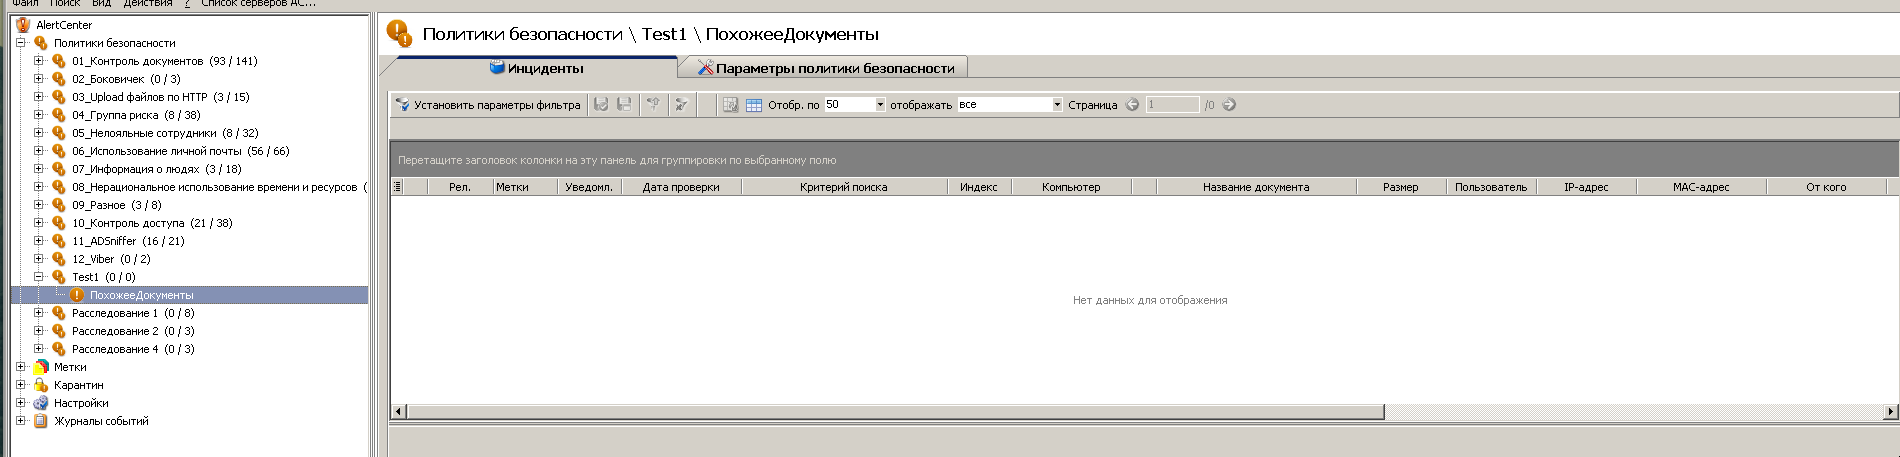 Файл Поиск Вид Действия ? Список серверов АС...
AlertCenter
Политики безопасности
01_Контроль документов (93 / 141)
02_Боковичек (0 / 3)
03_Upload файлов по HTTP (3 / 15)
04_Группа риска (8 / 38)
05_Нелояльные сотрудники (8 / 32)
06_Использование личной почты (56 / 66)
07_Информация о людях (3 / 18)
08_Нерациональное использование времени и ресурсов (
09_Разное (3 / 8)
10_Контроль доступа (21 / 38)
11_ADSniffer (16 / 21)
12_Viber (0 / 2)
Test1 (0 / 0)
ПохожееДокументы
Расследование 1 (0 / 8)
Расследование 2 (0 / 3)
Расследование 4 (0 / 3)
Метки
Карантин
Настройки
Журналы событий
Политики безопасности \ Test1 \ ПохожееДокументы
Инциденты Параметры политики безопасности
Установить параметры фильтра Отобр. по 50 отображать все Страница 1 /0
Перетащите заголовок колонки на эту панель для группировки по выбранному полю
Рел. Метки Уведомл. Дата проверки Критерий поиска Индекс Компьютер Название документа Размер Пользователь IP-адрес MAC-адрес От кого
Нет данных для отображения